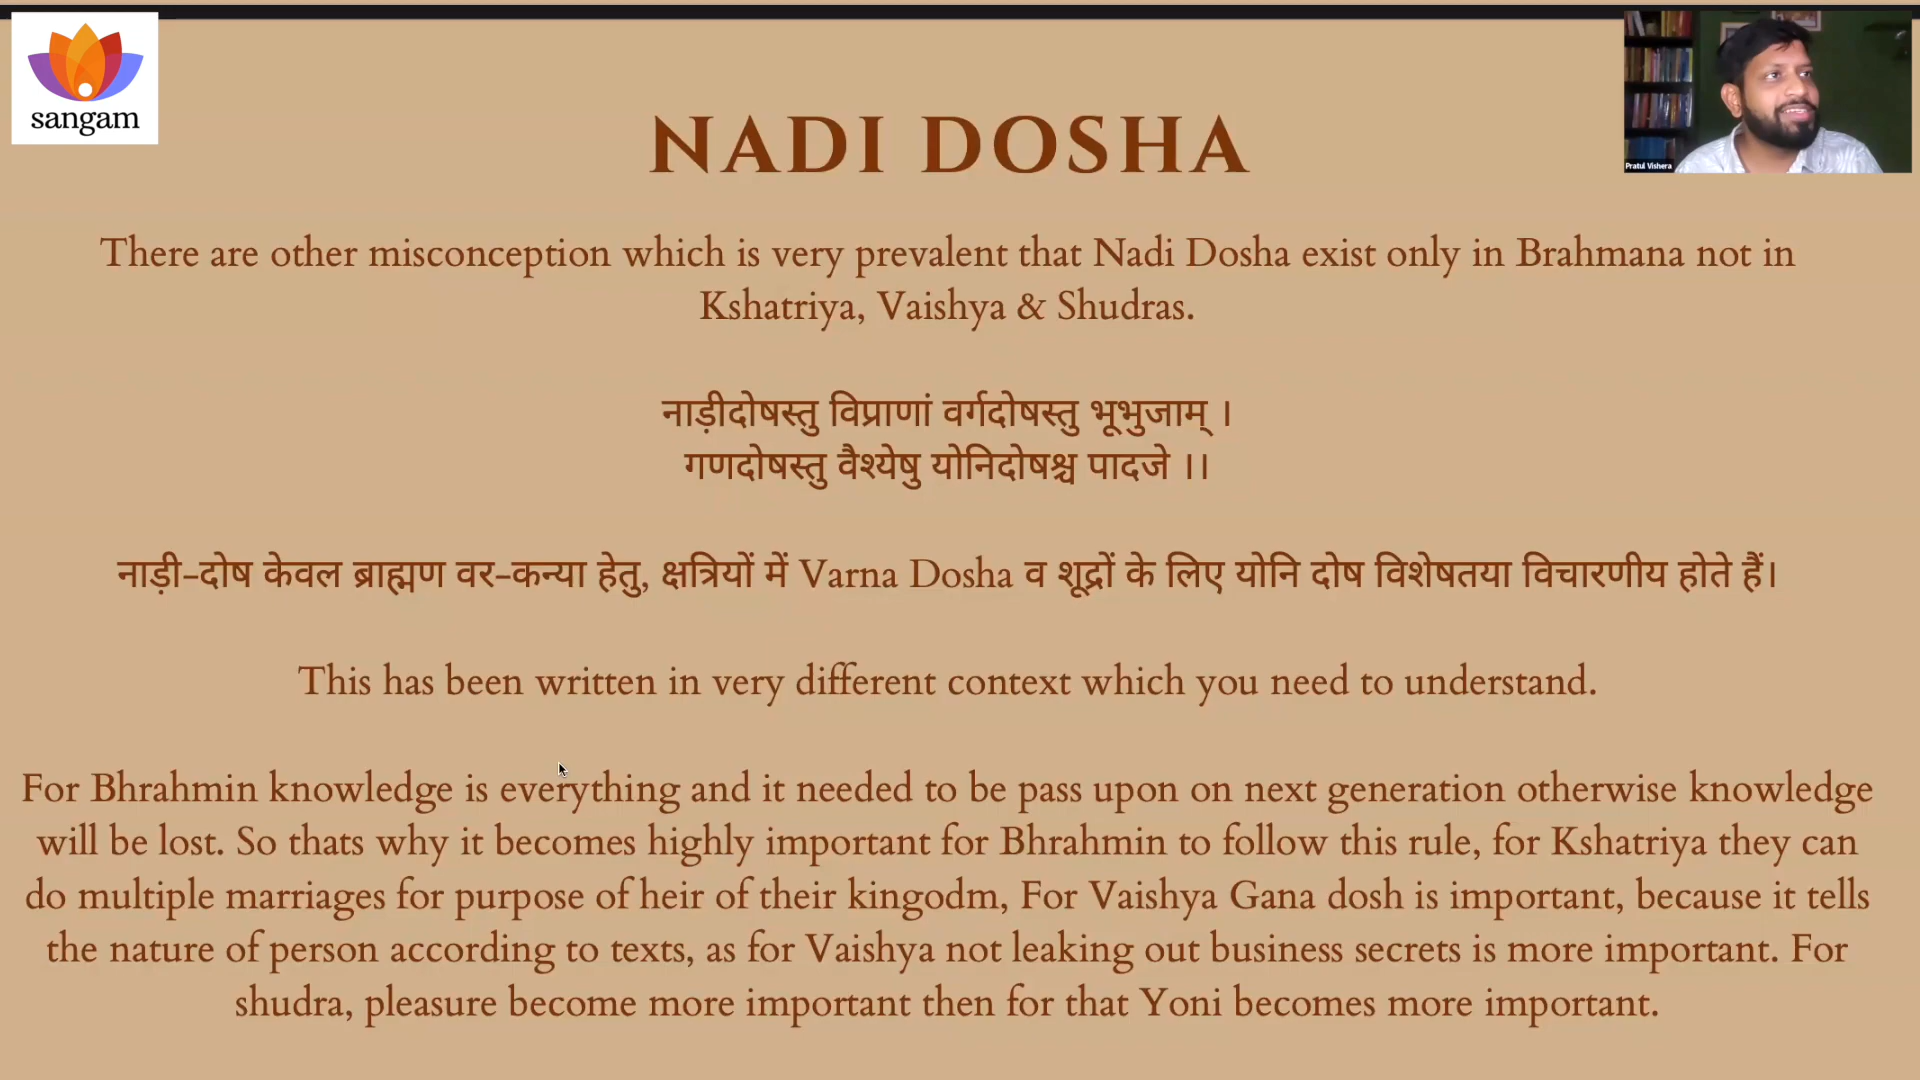 sangam
Pratul Vishera
NADI DOSHA
There are other misconception which is very prevalent that Nadi Dosha exist only in Brahmana not in
Kshatriya, Vaishya & Shudras.
नाड़ीदोषस्तु विप्राणां वर्गदोषस्तु भूभुजाम् ।
गणदोषस्तु वैश्येषु योनिदोषश्च पादजे ।।
नाड़ी-दोष केवल ब्राह्मण वर-कन्या हेतु, क्षत्रियों में Varna Dosha व शूद्रों के लिए योनि दोष विशेषतया विचारणीय होते हैं।
This has been written in very different context which you need to understand.
For Bhrahmin knowledge is everything and it needed to be pass upon on next generation otherwise knowledge
will be lost. So thats why it becomes highly important for Bhrahmin to follow this rule, for Kshatriya they can
do multiple marriages for purpose of heir of their kingodm, For Vaishya Gana dosh is important, because it tells
the nature of person according to texts, as for Vaishya not leaking out business secrets is more important. For
shudra, pleasure become more important then for that Yoni becomes more important.